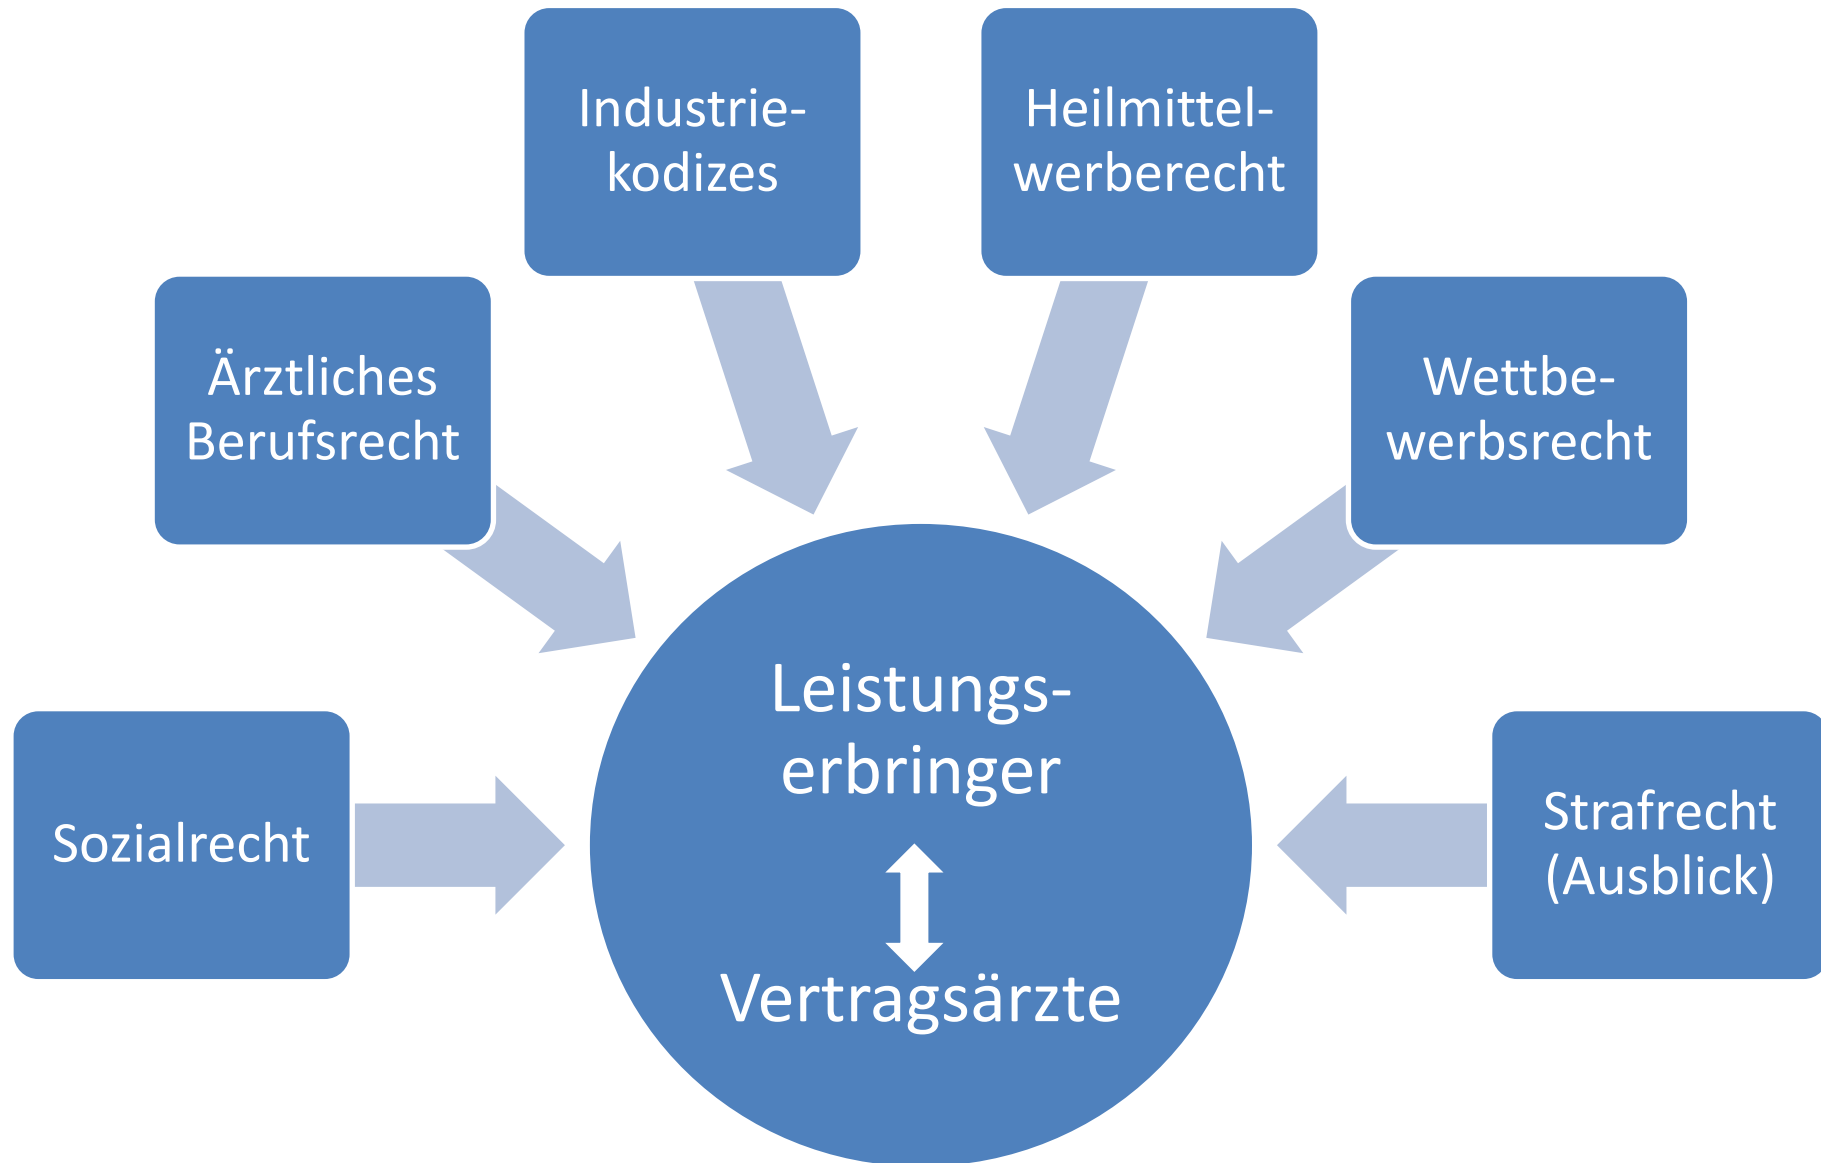 Industrie-
kodizes
Heilmittel-
werberecht
Ärztliches
Berufsrecht
Wettbe-
werbsrecht
Sozialrecht
Leistungs-
erbringer
Vertragsärzte
Strafrecht
(Ausblick)